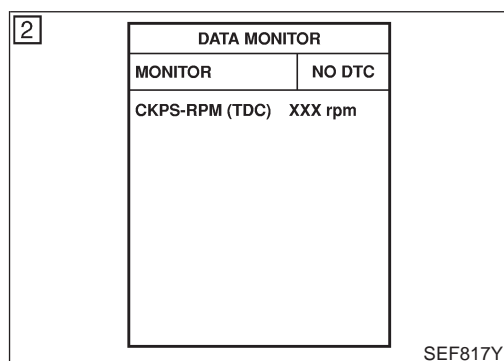 2
DATA MONITOR
MONITOR NO DTC
CKPS-RPM (TDC) XXX rpm
SEF817Y